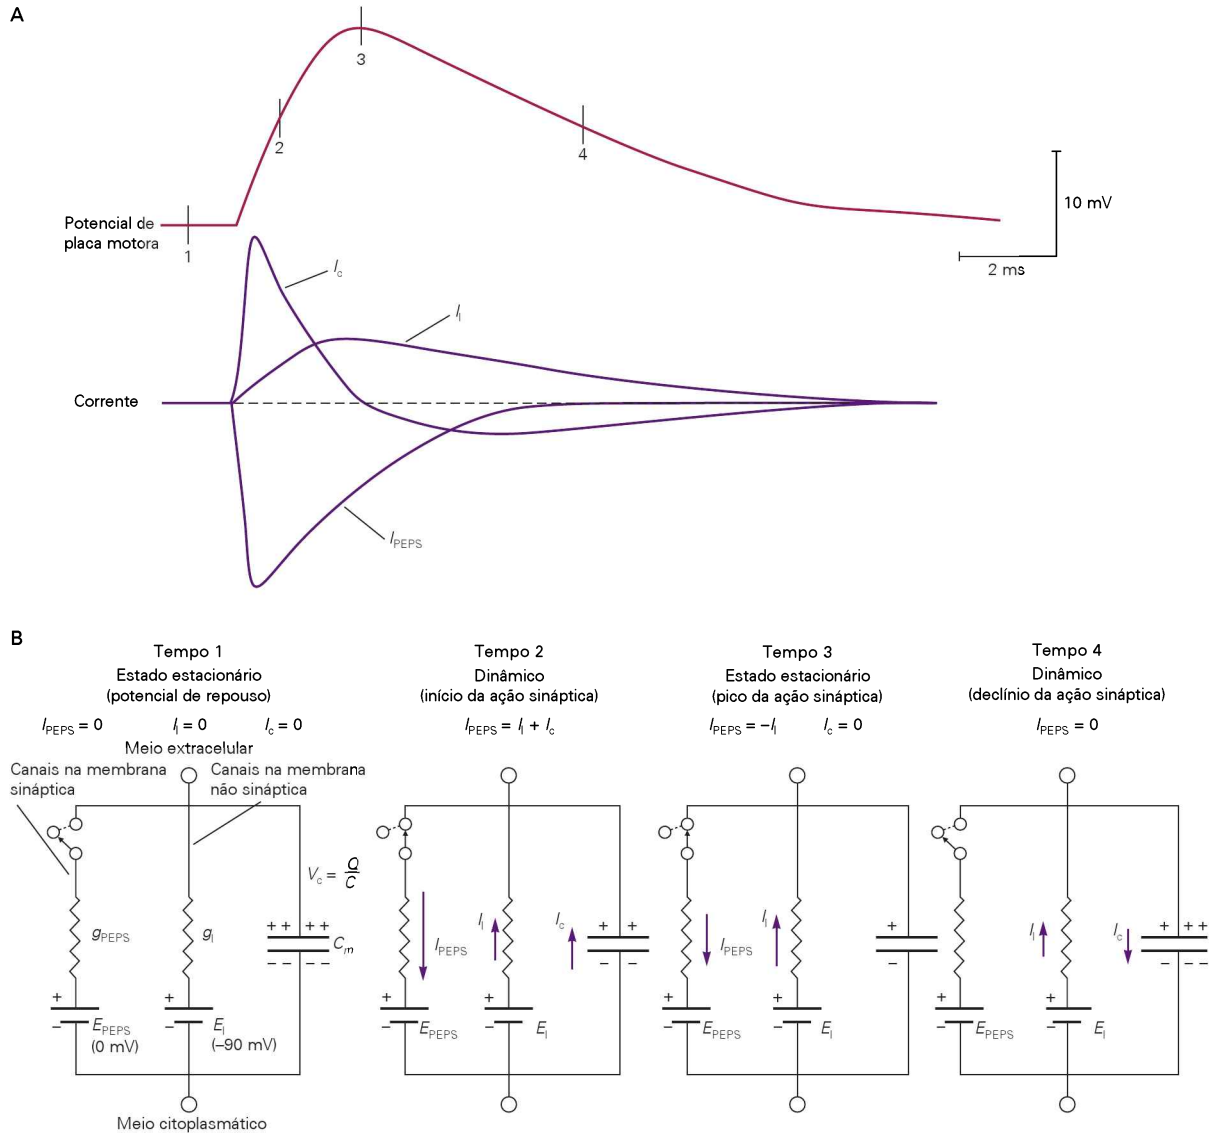 A
3
2
4
10 mV
Potencial de
placa motora
1
2 ms
Ic
Il
Corrente
IPEPS
B
Tempo 1
Estado estacionário
(potencial de repouso)
IPEPS = 0 Il = 0 Ic = 0
Tempo 2
Dinâmico
(início da ação sináptica)
IPEPS = Il + Ic
Tempo 3
Estado estacionário
(pico da ação sináptica)
IPEPS = –Il Ic = 0
Tempo 4
Dinâmico
(declínio da ação sináptica)
IPEPS = 0
Meio extracelular
Canais na membrana
sináptica
Canais na membrana
não sináptica
Vc = Q
C
gPEPS
gl
+ + + +
– – – –
Cm
+
–
EPEPS
(0 mV)
+
–
El
(–90 mV)
Meio citoplasmático
IPEPS
Il
Ic
+ +
– –
+
–
EPEPS
+
–
El
IPEPS
Il
+
–
+
–
EPEPS
+
–
El
Il
Ic
+ + +
– – –
+
–
EPEPS
+
–
El